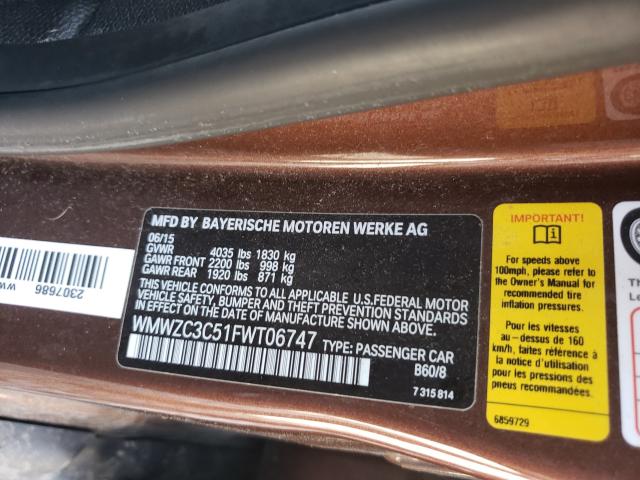 MFD BY BAYERISCHE MOTOREN WERKE AG
06/15
GVWR 4035 lbs 1830 kg
GAWR FRONT 2200 lbs 998 kg
GAWR REAR 1920 lbs 871 kg
THIS VEHICLE CONFORMS TO ALL APPLICABLE U.S. FEDERAL MOTOR
VEHICLE SAFETY, BUMPER, AND THEFT PREVENTION STANDARDS
IN EFFECT ON THE DATE OF MANUFACTURE SHOWN ABOVE.
WMWZC3C51FWT06747 TYPE: PASSENGER CAR
B60/8
7 315 814
2307686
IMPORTANT!
For speeds above
100mph, please refer to
the Owner's Manual for
recommended tire
inflation pressures.
Pour les vitesses
au-dessus de 160
km/h, faites référence à
la notice d'utilisation
pour les pressions des
pneus recommandées.
6859729